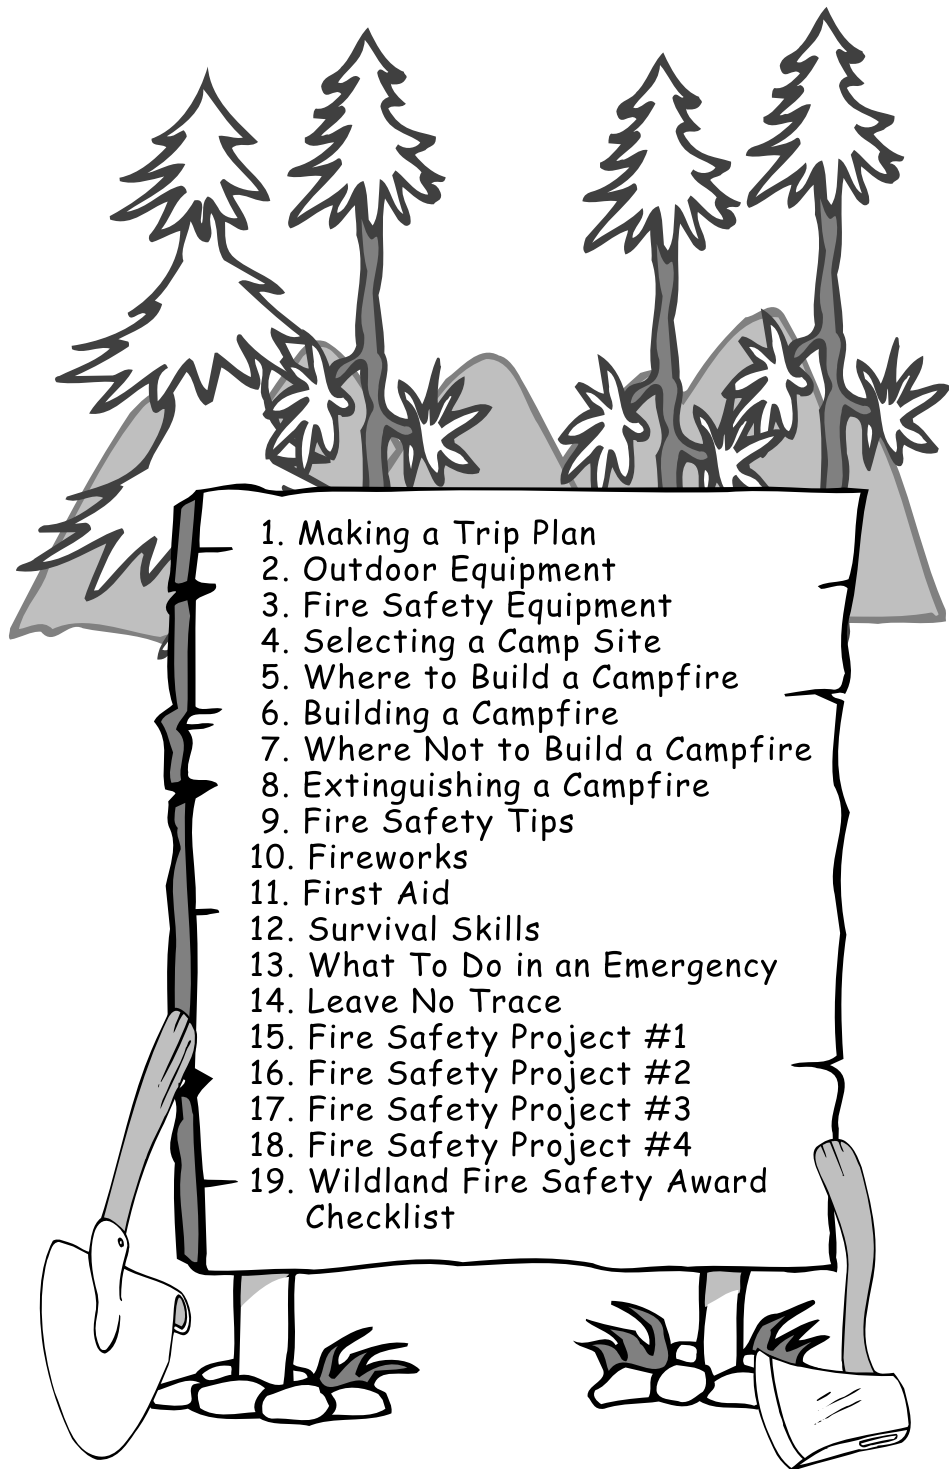 1. Making a Trip Plan
2. Outdoor Equipment
3. Fire Safety Equipment
4. Selecting a Camp Site
5. Where to Build a Campfire
6. Building a Campfire
7. Where Not to Build a Campfire
8. Extinguishing a Campfire
9. Fire Safety Tips
10. Fireworks
11. First Aid
12. Survival Skills
13. What To Do in an Emergency
14. Leave No Trace
15. Fire Safety Project #1
16. Fire Safety Project #2
17. Fire Safety Project #3
18. Fire Safety Project #4
19. Wildland Fire Safety Award
Checklist